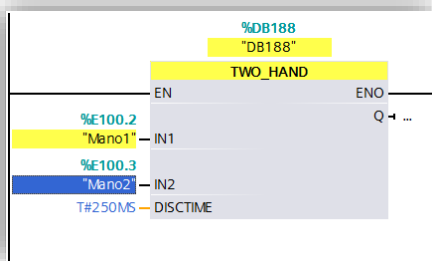 %DB188
"DB188"
TWO_HAND
EN ENO
%E100.2 Q ...
"Mano1" IN1
%E100.3
"Mano2" IN2
T#250MS DISCTIME